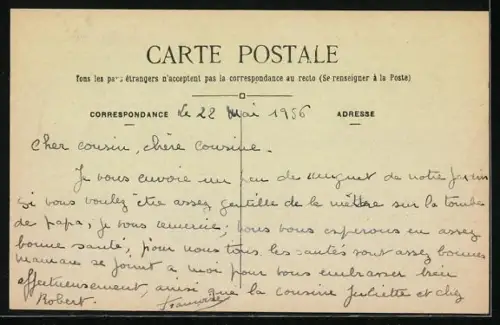 CARTE POSTALE
Tous les pays étrangers n'acceptent pas la correspondance au recto (Se renseigner à la Poste)
CORRESPONDANCE le 22 mai 1956 ADRESSE
Cher cousin, chère cousine.
Je vous envoie un peu de muguet de notre jardin
si vous voulez être assez gentille de le mettre sur la tombe
de papa, je vous remercie, nous vous espérons en assez
bonne santé, pour nous tous les santés sont assez bonnes
maman se joint a moi pour vous embrasser bien
affectueusement, ainsi que la cousine Juliette et chez
Robert. Francine